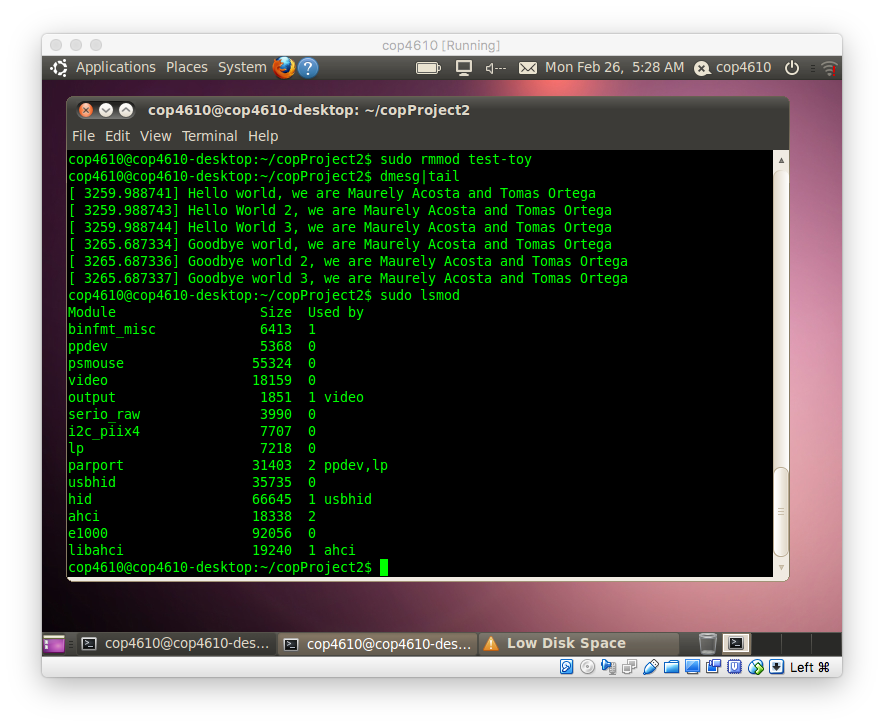 cop4610 [Running]
Applications Places System Mon Feb 26, 5:28 AM cop4610
cop4610@cop4610-desktop: ~/copProject2
File Edit View Terminal Help
cop4610@cop4610-desktop:~/copProject2$ sudo rmmod test-toy
cop4610@cop4610-desktop:~/copProject2$ dmesg|tail
[ 3259.988741] Hello world, we are Maurely Acosta and Tomas Ortega
[ 3259.988743] Hello World 2, we are Maurely Acosta and Tomas Ortega
[ 3259.988744] Hello World 3, we are Maurely Acosta and Tomas Ortega
[ 3265.687334] Goodbye world, we are Maurely Acosta and Tomas Ortega
[ 3265.687336] Goodbye world 2, we are Maurely Acosta and Tomas Ortega
[ 3265.687337] Goodbye world 3, we are Maurely Acosta and Tomas Ortega
cop4610@cop4610-desktop:~/copProject2$ sudo lsmod
Module Size Used by
binfmt_misc 6413 1
ppdev 5368 0
psmouse 55324 0
video 18159 0
output 1851 1 video
serio_raw 3990 0
i2c_piix4 7707 0
lp 7218 0
parport 31403 2 ppdev,lp
usbhid 35735 0
hid 66645 1 usbhid
ahci 18338 2
e1000 92056 0
libahci 19240 1 ahci
cop4610@cop4610-desktop:~/copProject2$
cop4610@cop4610-des... cop4610@cop4610-des... Low Disk Space
Left ⌘